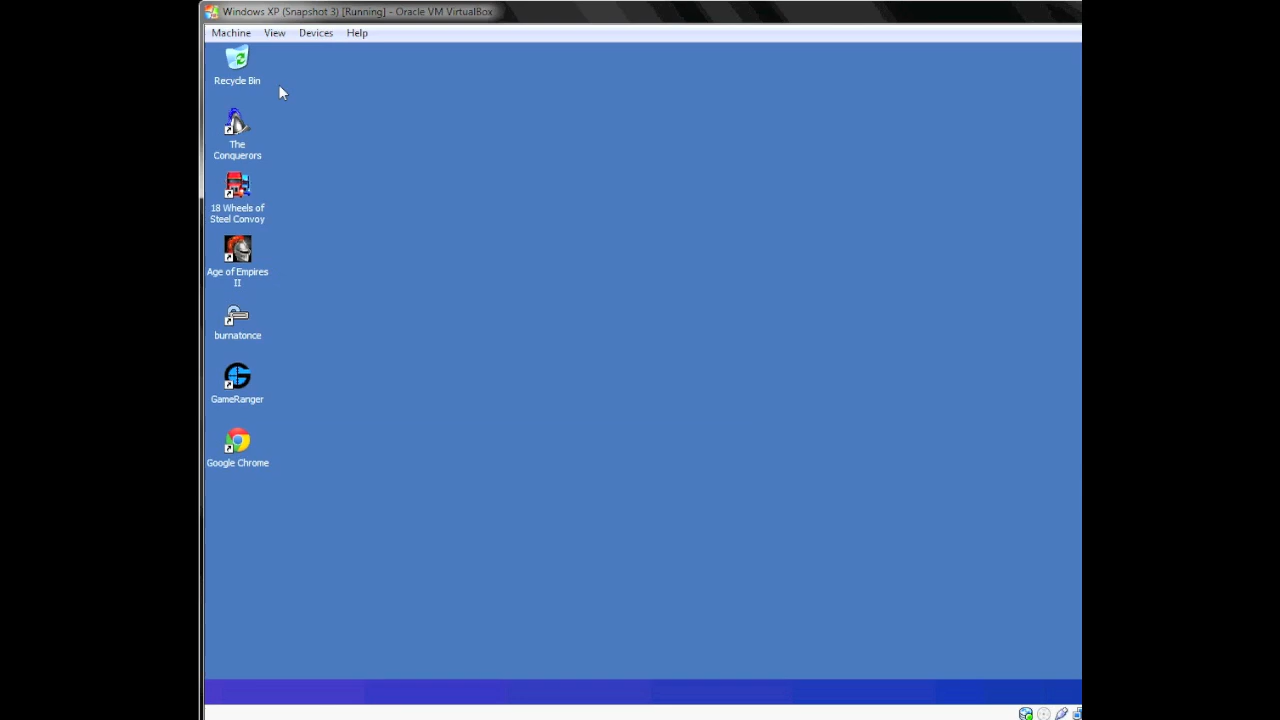 Windows XP (Snapshot 3) [Running] - Oracle VM VirtualBox
Machine View Devices Help
Recycle Bin
The
Conquerors
18 Wheels of
Steel Convoy
Age of Empires
II
burnatonce
GameRanger
Google Chrome